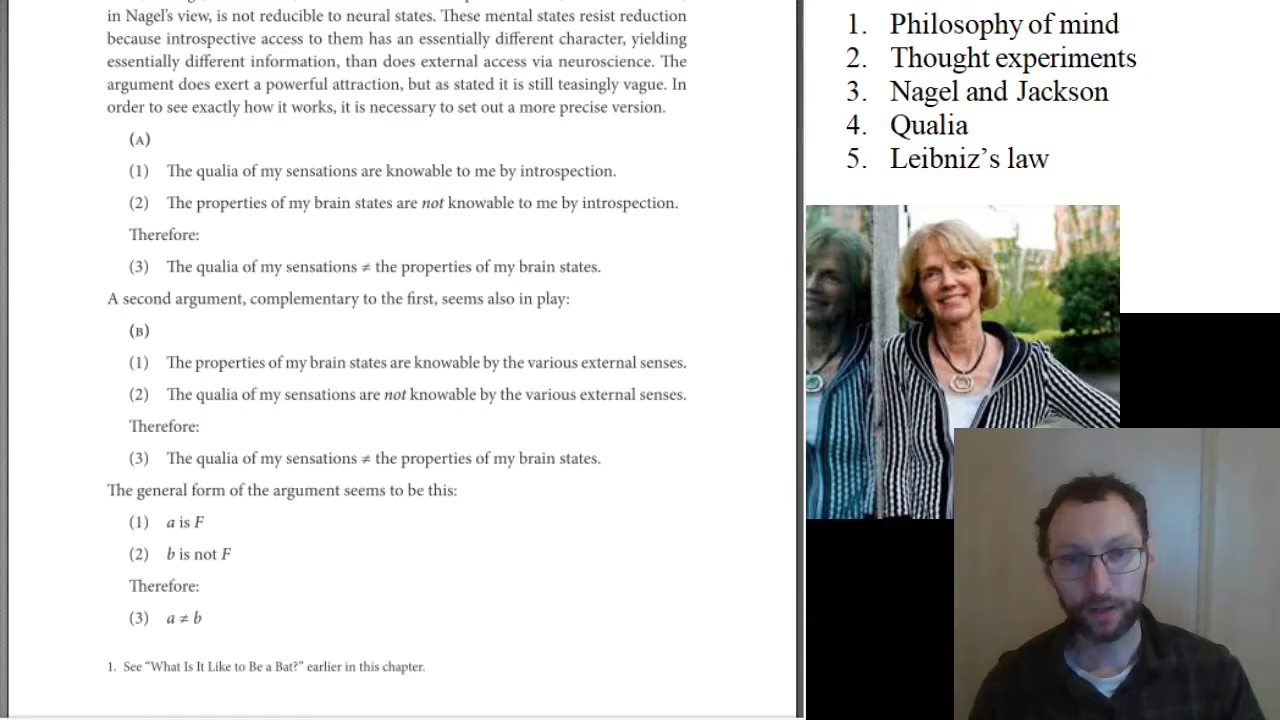 in Nagel's view, is not reducible to neural states. These mental states resist reduction
because introspective access to them has an essentially different character, yielding
essentially different information, than does external access via neuroscience. The
argument does exert a powerful attraction, but as stated it is still teasingly vague. In
order to see exactly how it works, it is necessary to set out a more precise version.
(A)
(1) The qualia of my sensations are knowable to me by introspection.
(2) The properties of my brain states are not knowable to me by introspection.
Therefore:
(3) The qualia of my sensations ≠ the properties of my brain states.
A second argument, complementary to the first, seems also in play:
(B)
(1) The properties of my brain states are knowable by the various external senses.
(2) The qualia of my sensations are not knowable by the various external senses.
Therefore:
(3) The qualia of my sensations ≠ the properties of my brain states.
The general form of the argument seems to be this:
(1) a is F
(2) b is not F
Therefore:
(3) a ≠ b
1. See “What Is It Like to Be a Bat?” earlier in this chapter.
1. Philosophy of mind
2. Thought experiments
3. Nagel and Jackson
4. Qualia
5. Leibniz’s law